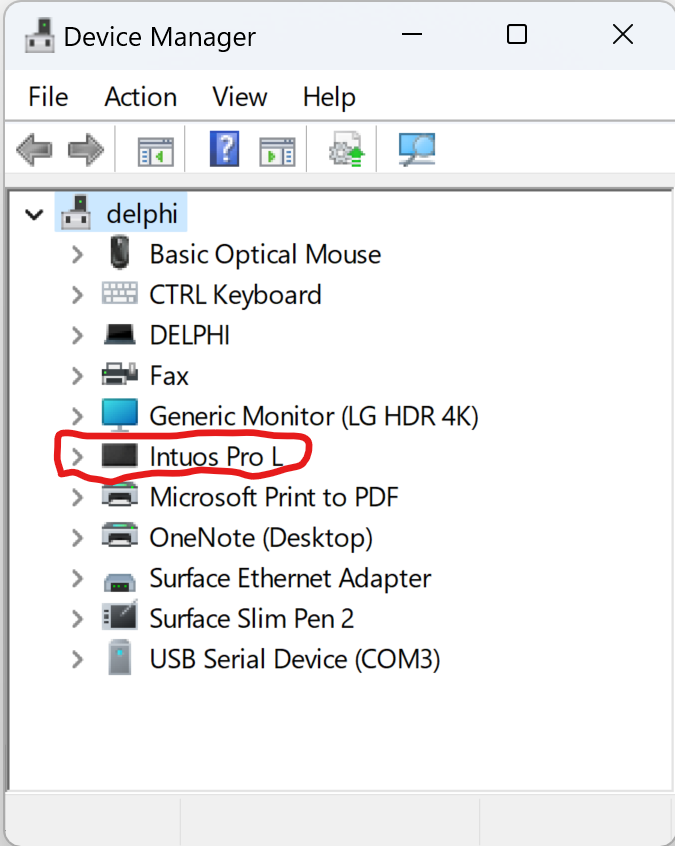 Device Manager
File Action View Help
delphi
Basic Optical Mouse
CTRL Keyboard
DELPHI
Fax
Generic Monitor (LG HDR 4K)
Intuos Pro L
Microsoft Print to PDF
OneNote (Desktop)
Surface Ethernet Adapter
Surface Slim Pen 2
USB Serial Device (COM3)